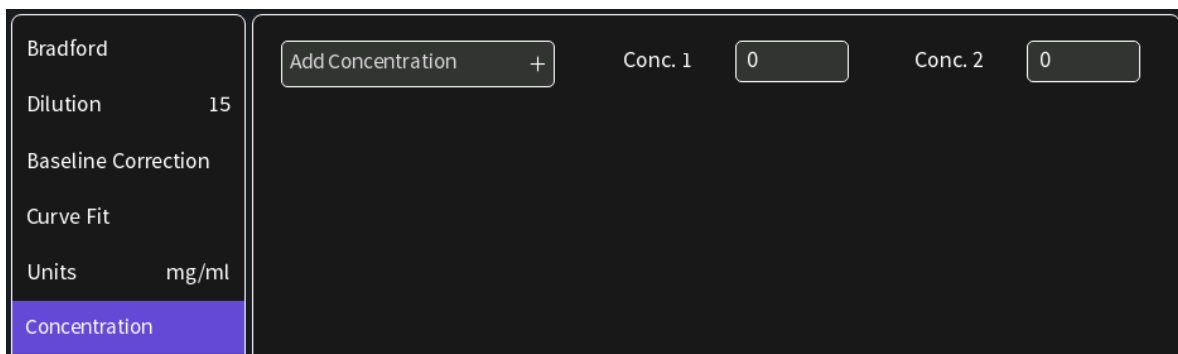 Bradford
Dilution 15
Baseline Correction
Curve Fit
Units mg/ml
Concentration
Add Concentration + Conc. 1 0 Conc. 2 0